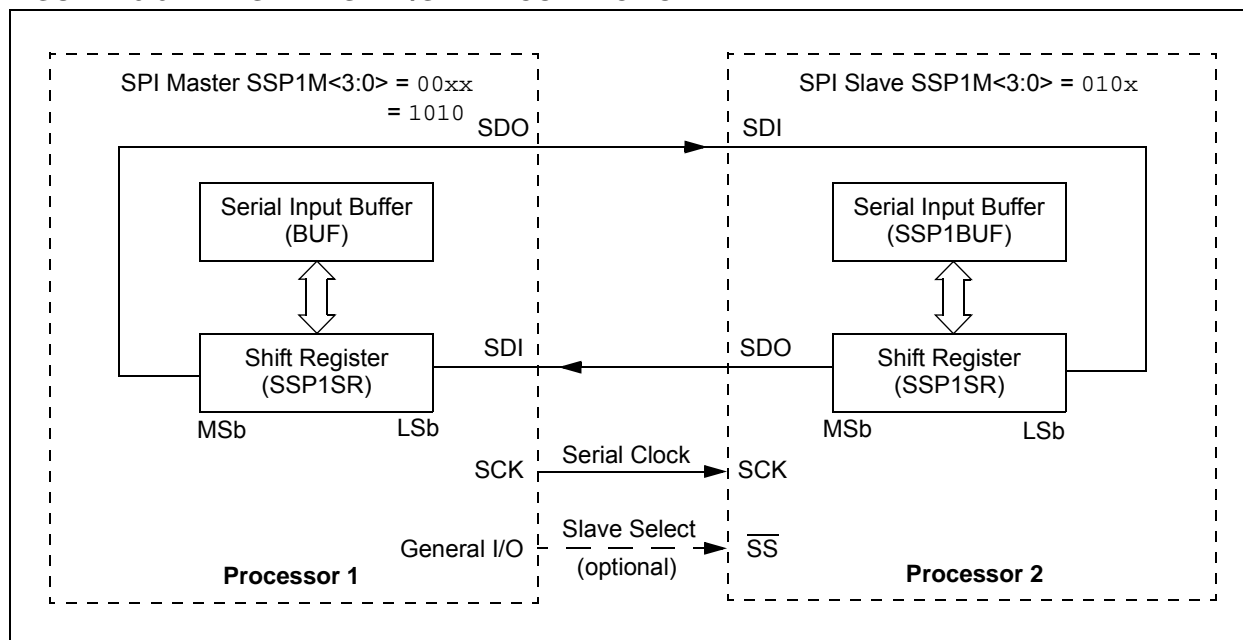 SPI Master SSP1M<3:0> = 00xx
= 1010
SDO
Serial Input Buffer
(BUF)
Shift Register
(SSP1SR)
MSb
LSb
SDI
SCK
General I/O
Processor 1
Serial Clock
Slave Select
(optional)
SPI Slave SSP1M<3:0> = 010x
SDI
Serial Input Buffer
(SSP1BUF)
SDO
Shift Register
(SSP1SR)
MSb
LSb
SCK
SS
Processor 2